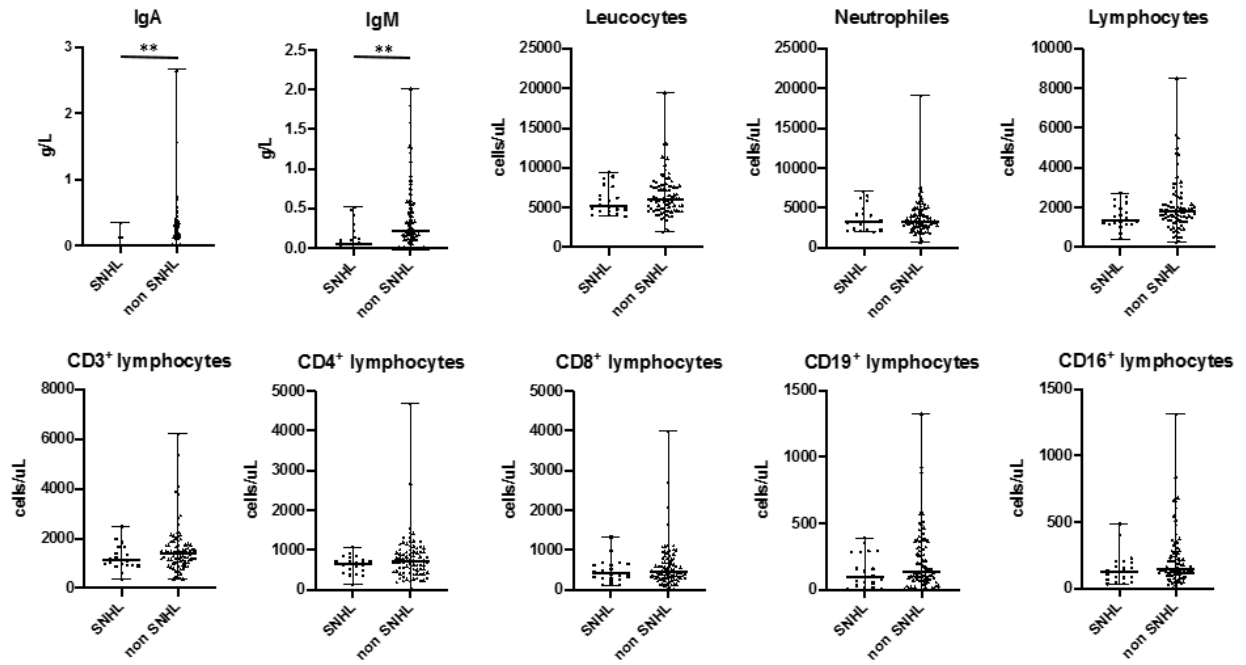 IgA
IgM
Leucocytes
Neutrophiles
Lymphocytes
**
**
3
2
1
0
g/L
2.5
2.0
1.5
1.0
0.5
0.0
g/L
25000
20000
15000
10000
5000
0
cells/uL
25000
20000
15000
10000
5000
0
cells/uL
10000
8000
6000
4000
2000
0
cells/uL
SNHL
non SNHL
SNHL
non SNHL
SNHL
non SNHL
SNHL
non SNHL
SNHL
non SNHL
CD3⁺ lymphocytes
CD4⁺ lymphocytes
CD8⁺ lymphocytes
CD19⁺ lymphocytes
CD16⁺ lymphocytes
8000
6000
4000
2000
0
cells/uL
5000
4000
3000
2000
1000
0
cells/uL
5000
4000
3000
2000
1000
0
cells/uL
1500
1000
500
0
cells/uL
1500
1000
500
0
cells/uL
SNHL
non SNHL
SNHL
non SNHL
SNHL
non SNHL
SNHL
non SNHL
SNHL
non SNHL